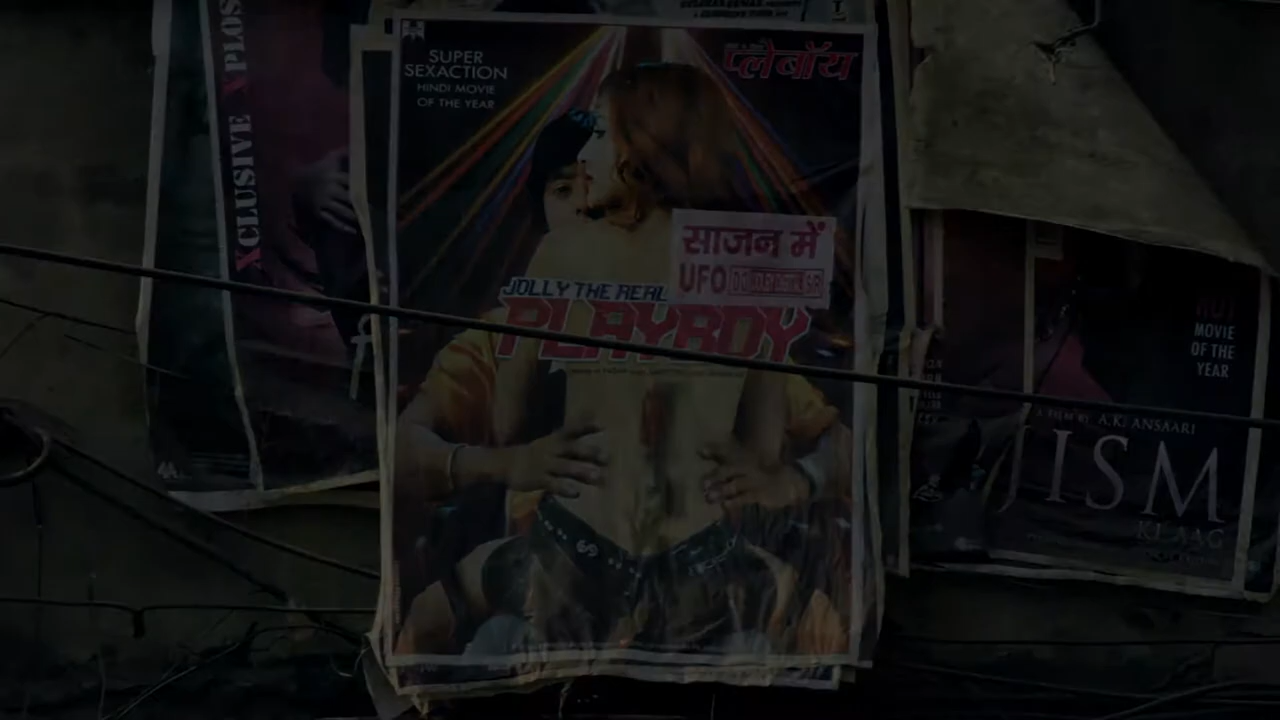 XCLUSIVE XPLOS
SUPER
SEXACTION
HINDI MOVIE
OF THE YEAR
प्लेबॉय
साजन में
UFO
JOLLY THE REAL
PLAYBOY
MOVIE
OF THE
YEAR
A FILM BY A.K. ANSAARI
JISM
KI AAG